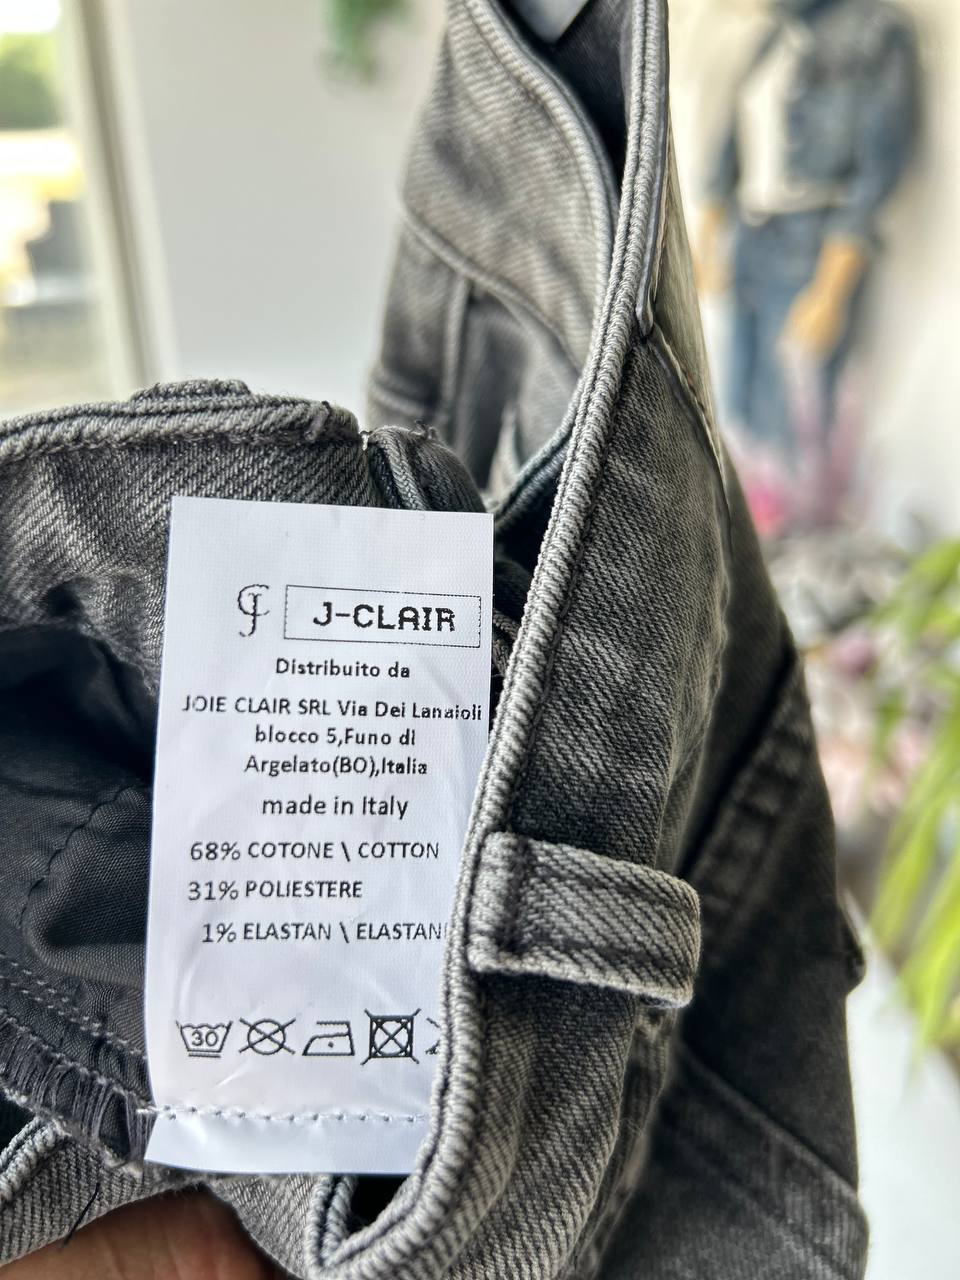 J-CLAIR
Distribuito da
JOIE CLAIR SRL Via Dei Lanaioli
blocco 5,Funo di
Argelato(BO),Italia
made in Italy
68% COTONE \ COTTON
31% POLIESTERE
1% ELASTAN \ ELASTAN
30